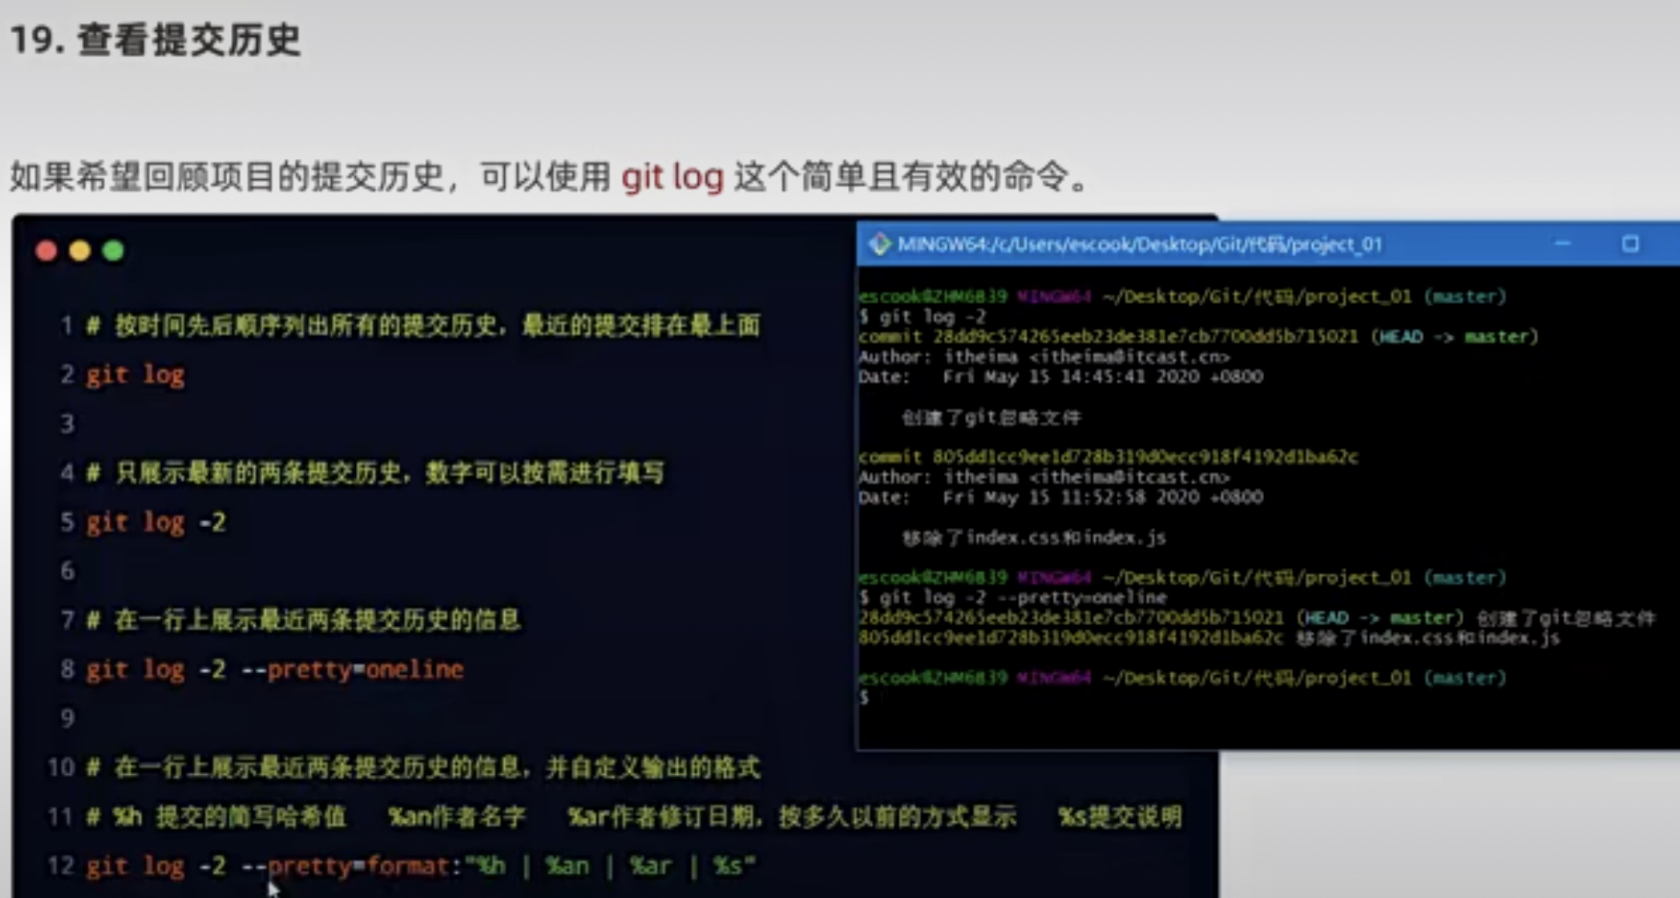 19. 查看提交历史
如果希望回顾项目的提交历史，可以使用 git log 这个简单且有效的命令。
1 # 按时间先后顺序列出所有的提交历史，最近的提交排在最上面
2 git log
3
4 # 只展示最新的两条提交历史，数字可以按需进行填写
5 git log -2
6
7 # 在一行上展示最近两条提交历史的信息
8 git log -2 --pretty=oneline
9
10 # 在一行上展示最近两条提交历史的信息，并自定义输出的格式
11 # %h 提交的简写哈希值 %an作者名字 %ar作者修订日期，按多久以前的方式显示 %s提交说明
12 git log -2 --pretty=format:"%h | %an | %ar | %s"
MINGW64:/c/Users/escook/Desktop/Git/代码/project_01
escook@ZHM6B39 MINGW64 ~/Desktop/Git/代码/project_01 (master)
$ git log -2
commit 28dd9c574265eeb23de381e7cb7700dd5b715021 (HEAD -> master)
Author: itheima <itheima@itcast.cn>
Date: Fri May 15 14:45:41 2020 +0800
创建了git忽略文件
commit 805dd1cc9ee1d728b319d0ecc918f4192d1ba62c
Author: itheima <itheima@itcast.cn>
Date: Fri May 15 11:52:58 2020 +0800
移除了index.css和index.js
escook@ZHM6B39 MINGW64 ~/Desktop/Git/代码/project_01 (master)
$ git log -2 --pretty=oneline
28dd9c574265eeb23de381e7cb7700dd5b715021 (HEAD -> master) 创建了git忽略文件
805dd1cc9ee1d728b319d0ecc918f4192d1ba62c 移除了index.css和index.js
escook@ZHM6B39 MINGW64 ~/Desktop/Git/代码/project_01 (master)
$